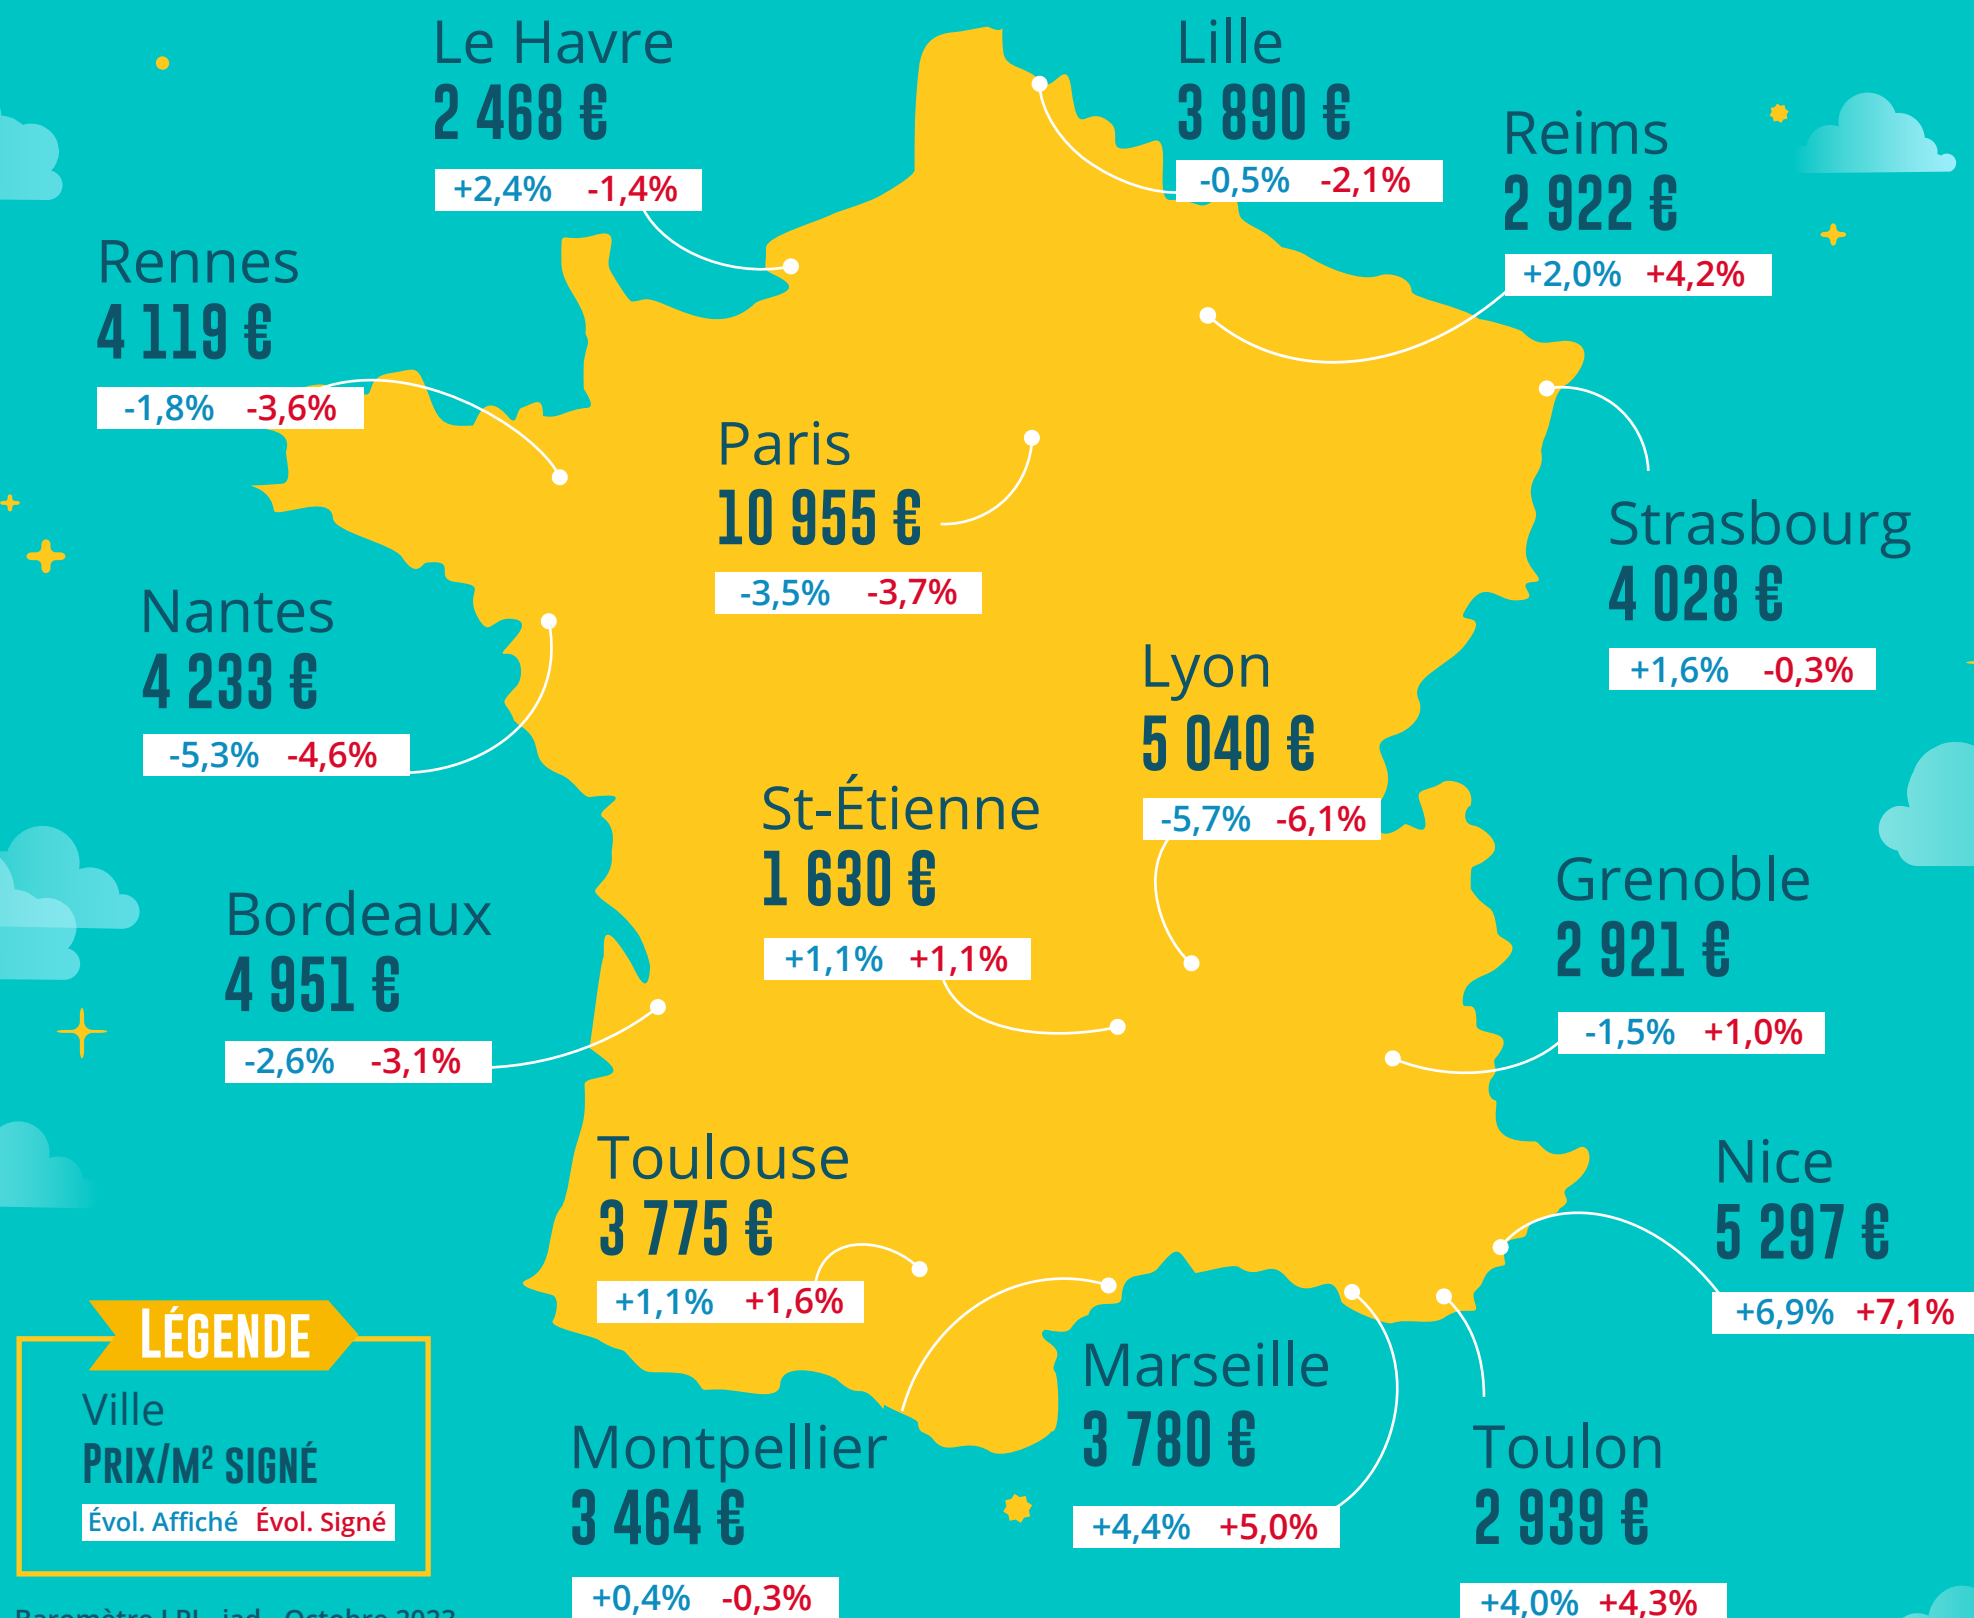 Le Havre
2 468 €
+2,4% -1,4%
Lille
3 890 €
-0,5% -2,1%
Reims
2 922 €
+2,0% +4,2%
Rennes
4 119 €
-1,8% -3,6%
Paris
10 955 €
-3,5% -3,7%
Strasbourg
4 028 €
+1,6% -0,3%
Nantes
4 233 €
-5,3% -4,6%
Lyon
5 040 €
-5,7% -6,1%
St-Étienne
1 630 €
+1,1% +1,1%
Grenoble
2 921 €
-1,5% +1,0%
Bordeaux
4 951 €
-2,6% -3,1%
Toulouse
3 775 €
+1,1% +1,6%
Nice
5 297 €
+6,9% +7,1%
Marseille
3 780 €
+4,4% +5,0%
Montpellier
3 464 €
+0,4% -0,3%
Toulon
2 939 €
+4,0% +4,3%
LÉGENDE
Ville
PRIX/M² SIGNÉ
Évol. Affiché Évol. Signé
Baromètre LPI - iad - Octobre